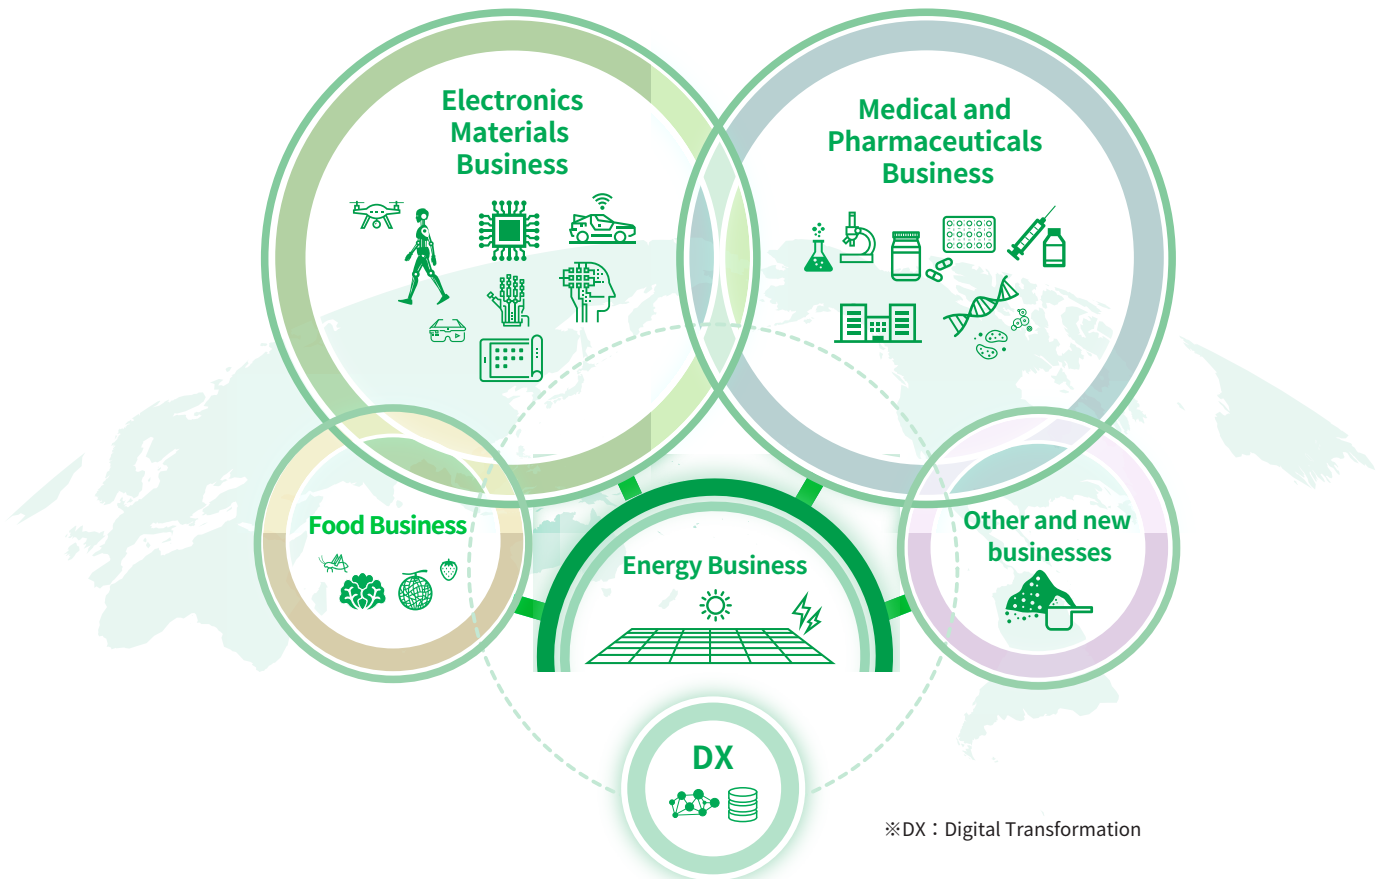 Electronics
Materials
Business
Medical and
Pharmaceuticals
Business
Food Business
Energy Business
Other and new
businesses
DX
※DX：Digital Transformation